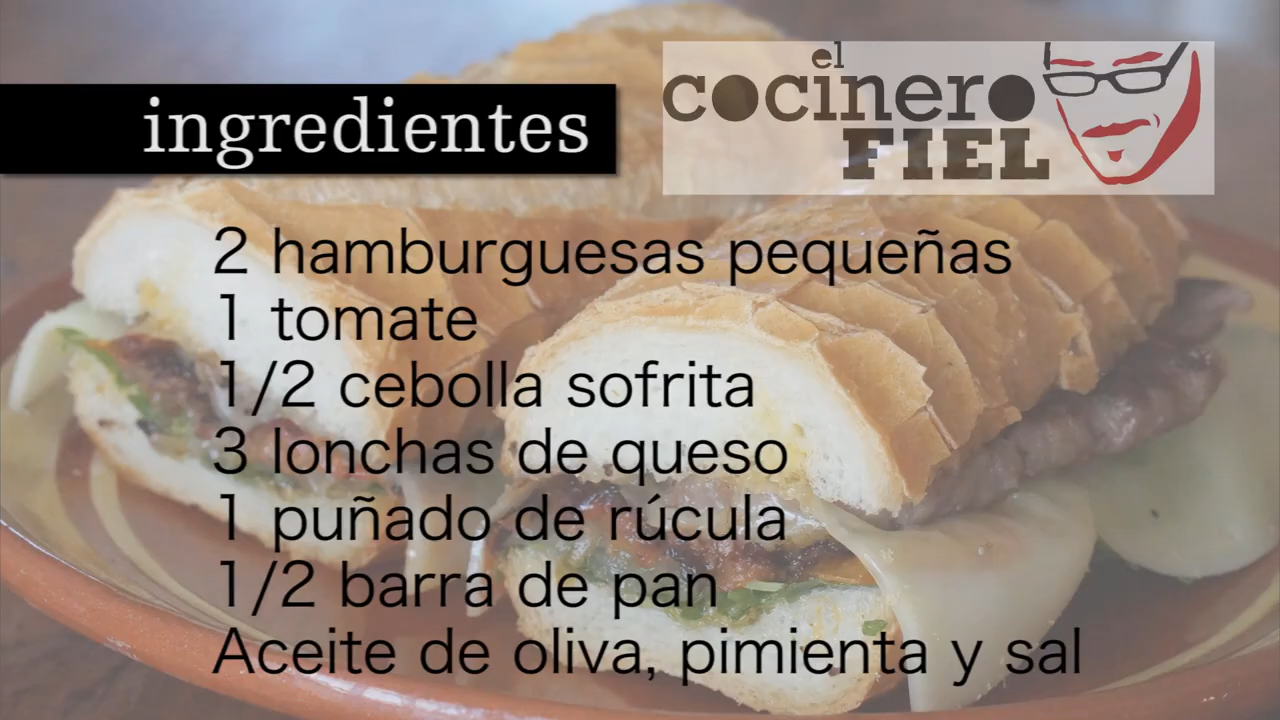 ingredientes
el
cocinero
FIEL
2 hamburguesas pequeñas
1 tomate
1/2 cebolla sofrita
3 lonchas de queso
1 puñado de rúcula
1/2 barra de pan
Aceite de oliva, pimienta y sal